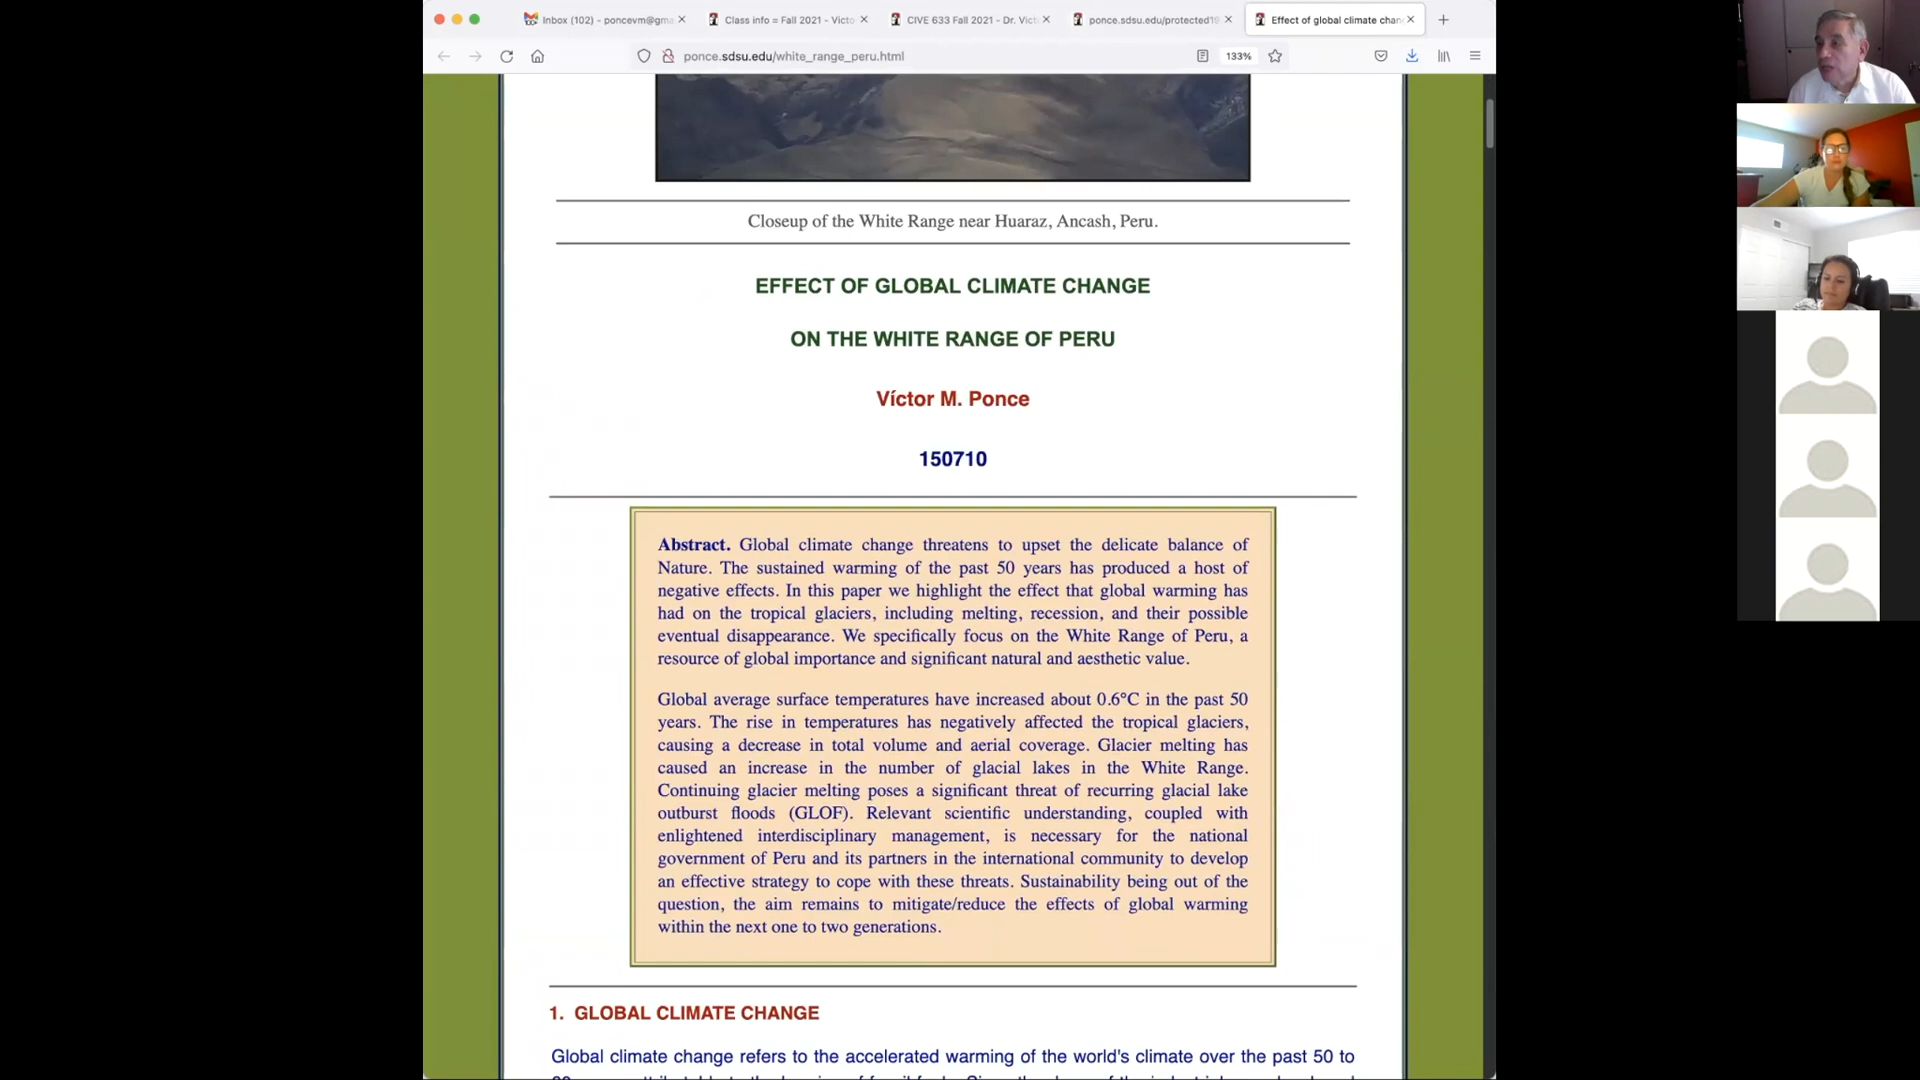 Inbox (102) - poncevm@gma
Class info = Fall 2021 - Victo
CIVE 633 Fall 2021 - Dr. Vict
ponce.sdsu.edu/protected19
Effect of global climate chan
ponce.sdsu.edu/white_range_peru.html
133%
Closeup of the White Range near Huaraz, Ancash, Peru.
EFFECT OF GLOBAL CLIMATE CHANGE
ON THE WHITE RANGE OF PERU
Víctor M. Ponce
150710
Abstract. Global climate change threatens to upset the delicate balance of
Nature. The sustained warming of the past 50 years has produced a host of
negative effects. In this paper we highlight the effect that global warming has
had on the tropical glaciers, including melting, recession, and their possible
eventual disappearance. We specifically focus on the White Range of Peru, a
resource of global importance and significant natural and aesthetic value.
Global average surface temperatures have increased about 0.6°C in the past 50
years. The rise in temperatures has negatively affected the tropical glaciers,
causing a decrease in total volume and aerial coverage. Glacier melting has
caused an increase in the number of glacial lakes in the White Range.
Continuing glacier melting poses a significant threat of recurring glacial lake
outburst floods (GLOF). Relevant scientific understanding, coupled with
enlightened interdisciplinary management, is necessary for the national
government of Peru and its partners in the international community to develop
an effective strategy to cope with these threats. Sustainability being out of the
question, the aim remains to mitigate/reduce the effects of global warming
within the next one to two generations.
1. GLOBAL CLIMATE CHANGE
Global climate change refers to the accelerated warming of the world's climate over the past 50 to